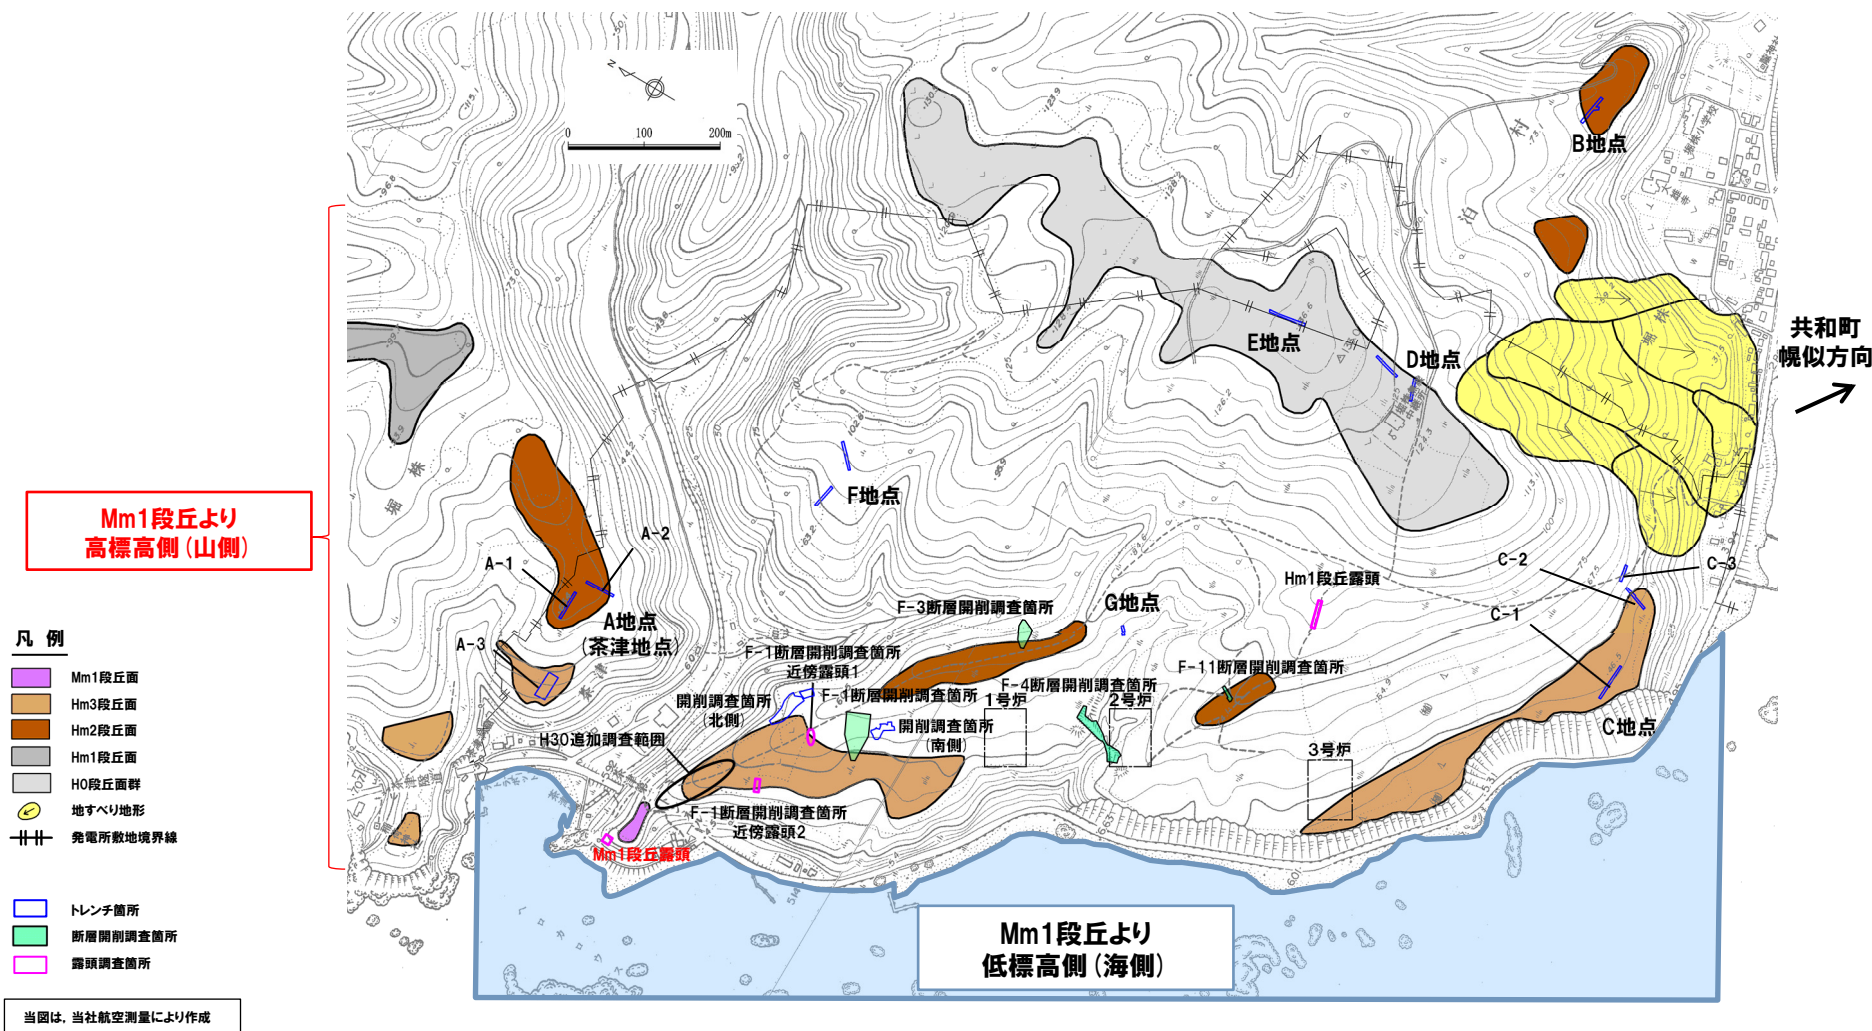 N
0 100 200m
B地点
堀株小学校
村
泊
共和町
幌似方向
E地点
D地点
堀株
F地点
Mm1段丘より
高標高側(山側)
A-1
A-2
A地点
(茶津地点)
A-3
茶津
G地点
Hm1段丘露頭
C-2
C-3
C-1
C地点
F-3断層開削調査箇所
F-1断層開削調査箇所
近傍露頭1
F-1断層開削調査箇所
F-4断層開削調査箇所
F-11断層開削調査箇所
開削調査箇所
(北側)
開削調査箇所
(南側)
1号炉
2号炉
3号炉
H30追加調査範囲
F-1断層開削調査箇所
近傍露頭2
Mm1段丘露頭
Mm1段丘より
低標高側(海側)
凡 例
Mm1段丘面
Hm3段丘面
Hm2段丘面
Hm1段丘面
H0段丘面群
地すべり地形
発電所敷地境界線
トレンチ箇所
断層開削調査箇所
露頭調査箇所
当図は,当社航空測量により作成